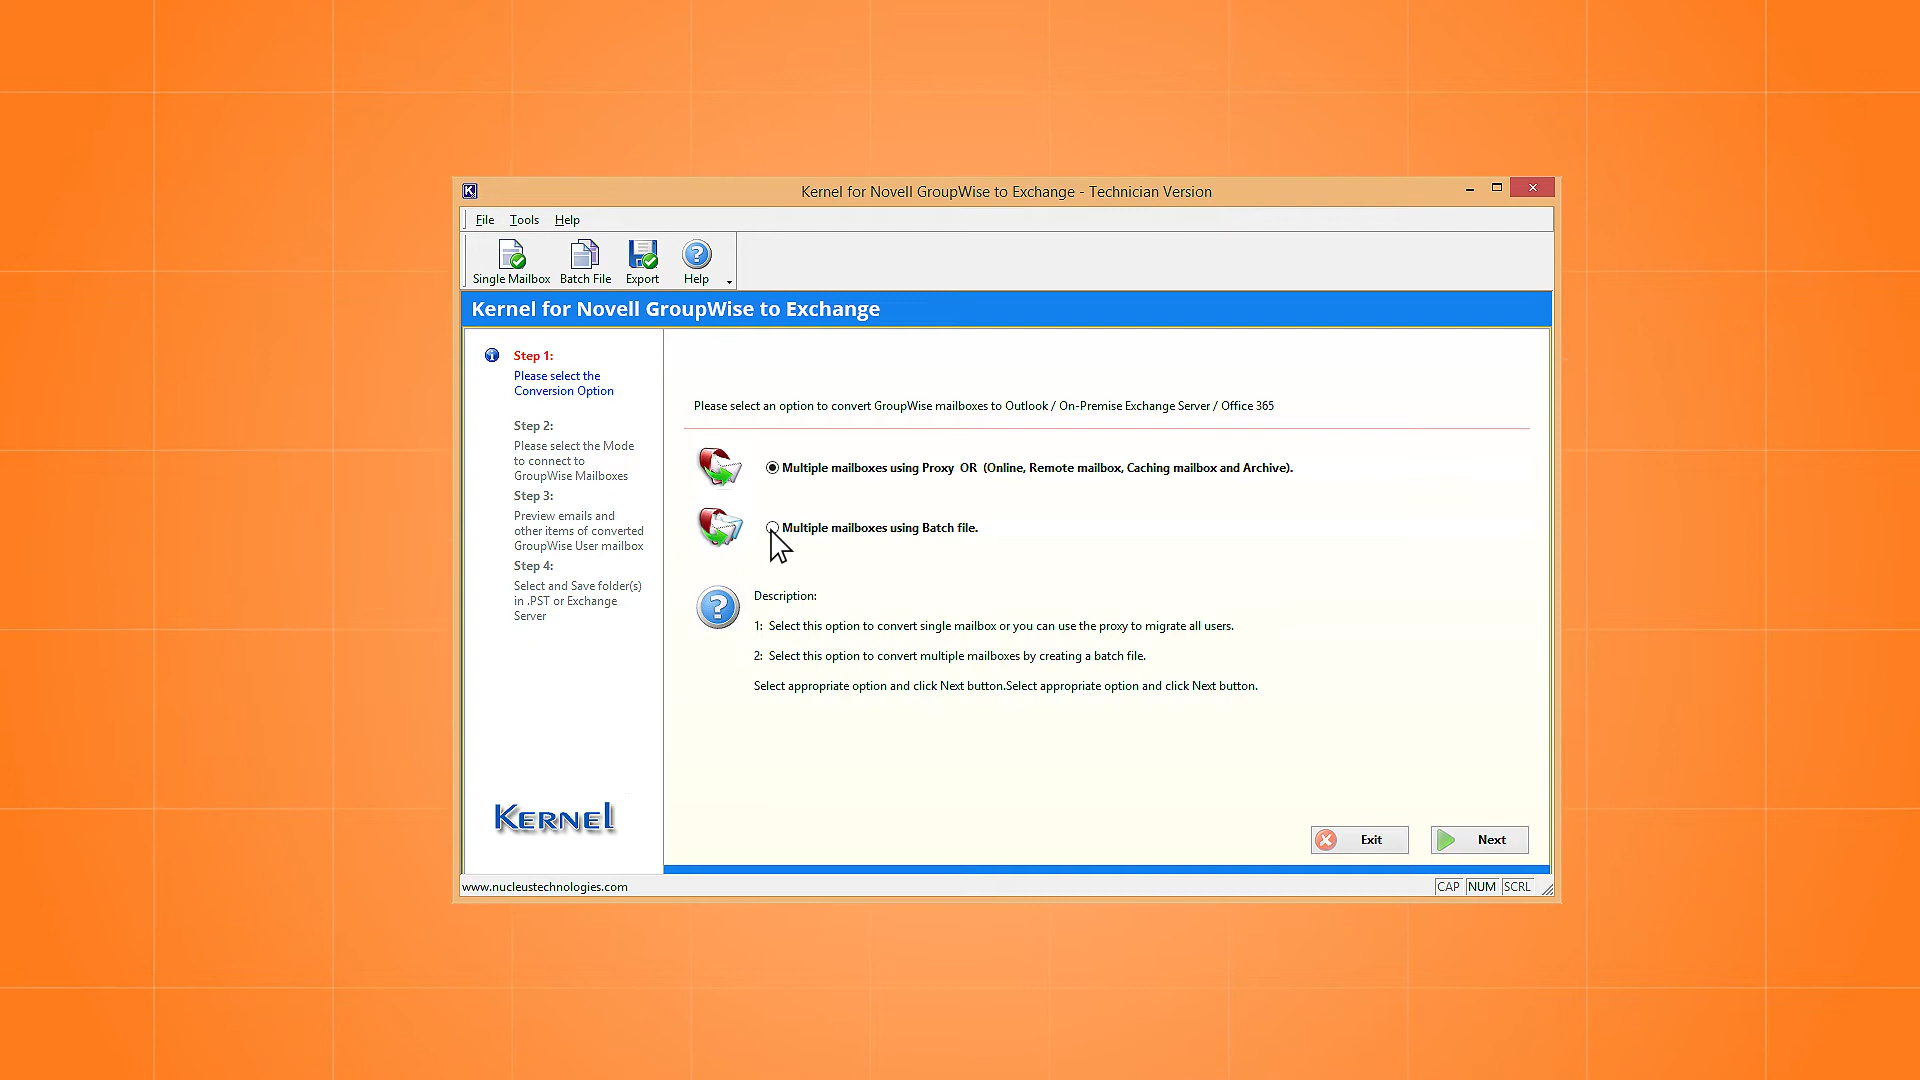 Kernel for Novell GroupWise to Exchange - Technician Version
File Tools Help
Single Mailbox Batch File Export Help
Kernel for Novell GroupWise to Exchange
Step 1:
Please select the
Conversion Option
Step 2:
Please select the Mode
to connect to
GroupWise Mailboxes
Step 3:
Preview emails and
other items of converted
GroupWise User mailbox
Step 4:
Select and Save folder(s)
in .PST or Exchange
Server
KERNEL
Please select an option to convert GroupWise mailboxes to Outlook / On-Premise Exchange Server / Office 365
Multiple mailboxes using Proxy OR (Online, Remote mailbox, Caching mailbox and Archive).
Multiple mailboxes using Batch file.
Description:
1: Select this option to convert single mailbox or you can use the proxy to migrate all users.
2: Select this option to convert multiple mailboxes by creating a batch file.
Select appropriate option and click Next button.Select appropriate option and click Next button.
Exit Next
www.nucleustechnologies.com
CAP NUM SCRL